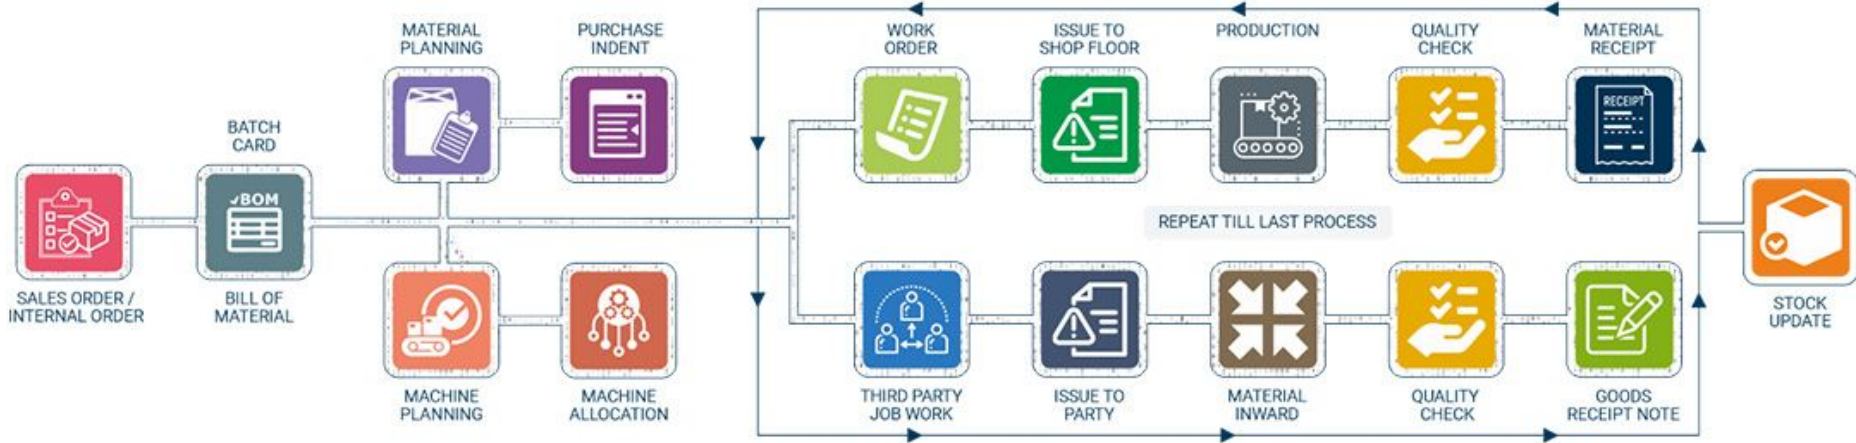 MATERIAL
PLANNING
PURCHASE
INDENT
WORK
ORDER
ISSUE TO
SHOP FLOOR
PRODUCTION
QUALITY
CHECK
MATERIAL
RECEIPT
RECEIPT
BATCH
CARD
BOM
SALES ORDER /
INTERNAL ORDER
BILL OF
MATERIAL
REPEAT TILL LAST PROCESS
STOCK
UPDATE
MACHINE
PLANNING
MACHINE
ALLOCATION
THIRD PARTY
JOB WORK
ISSUE TO
PARTY
MATERIAL
INWARD
QUALITY
CHECK
GOODS
RECEIPT NOTE